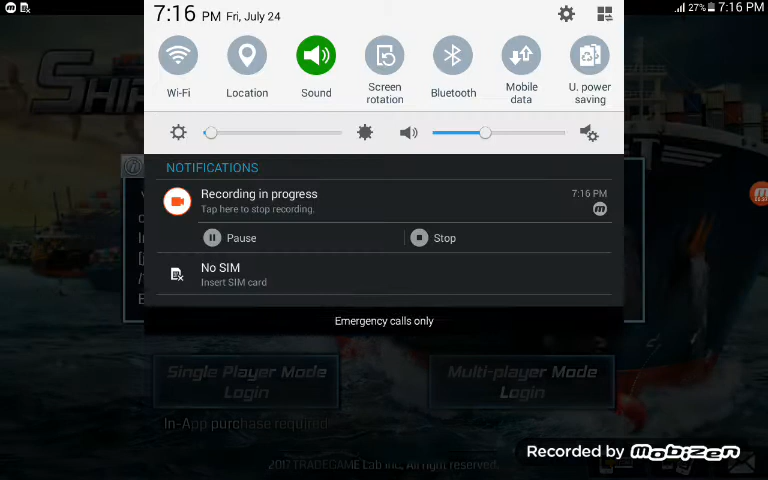 7:16 PM Fri, July 24
27% 7:16 PM
Wi-Fi
Location
Sound
Screen rotation
Bluetooth
Mobile data
U. power saving
NOTIFICATIONS
Recording in progress
7:16 PM
Tap here to stop recording.
Pause
Stop
No SIM
Insert SIM card
Emergency calls only
Single Player Mode
Login
Multi-player Mode
Login
In-App purchase required
Recorded by Mobizen
2017 TRADEGAME Lab Inc. All right reserved.